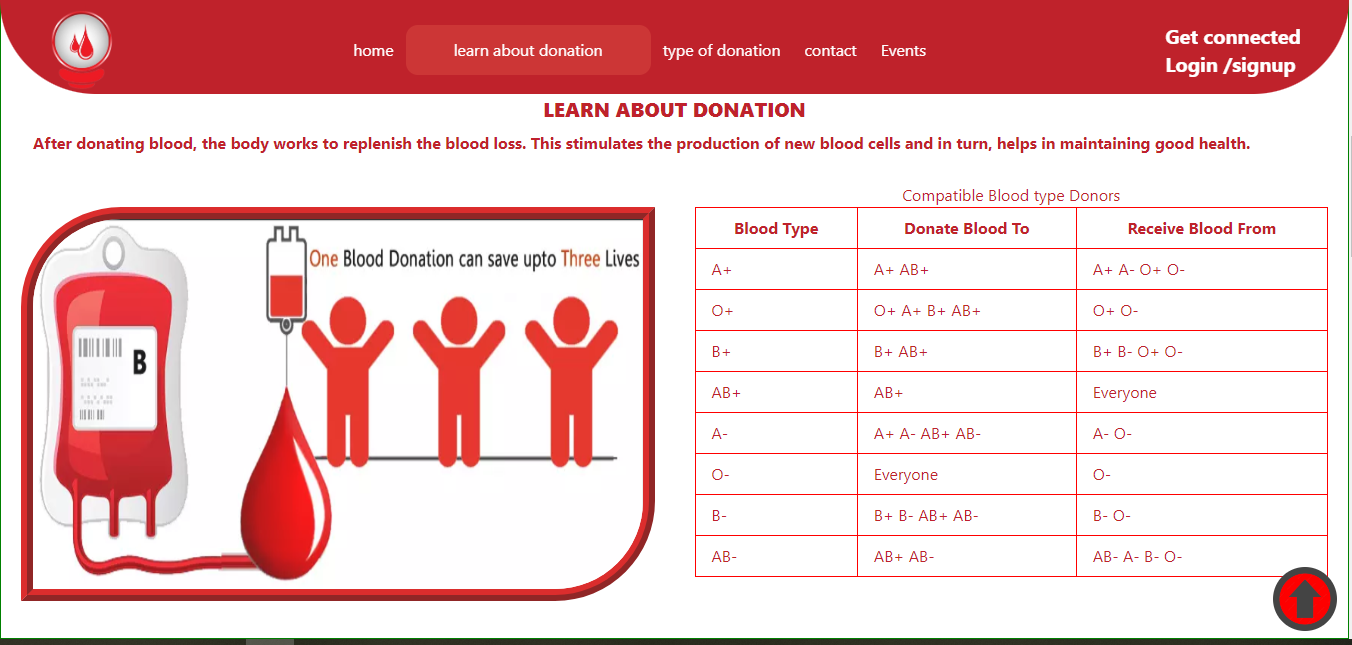 home learn about donation type of donation contact Events
Get connected
Login /signup
LEARN ABOUT DONATION
After donating blood, the body works to replenish the blood loss. This stimulates the production of new blood cells and in turn, helps in maintaining good health.
One Blood Donation can save upto Three Lives
B
Compatible Blood type Donors
Blood Type Donate Blood To Receive Blood From
A+ A+ AB+ A+ A- O+ O-
O+ O+ A+ B+ AB+ O+ O-
B+ B+ AB+ B+ B- O+ O-
AB+ AB+ Everyone
A- A+ A- AB+ AB- A- O-
O- Everyone O-
B- B+ B- AB+ AB- B- O-
AB- AB+ AB- AB- A- B- O-